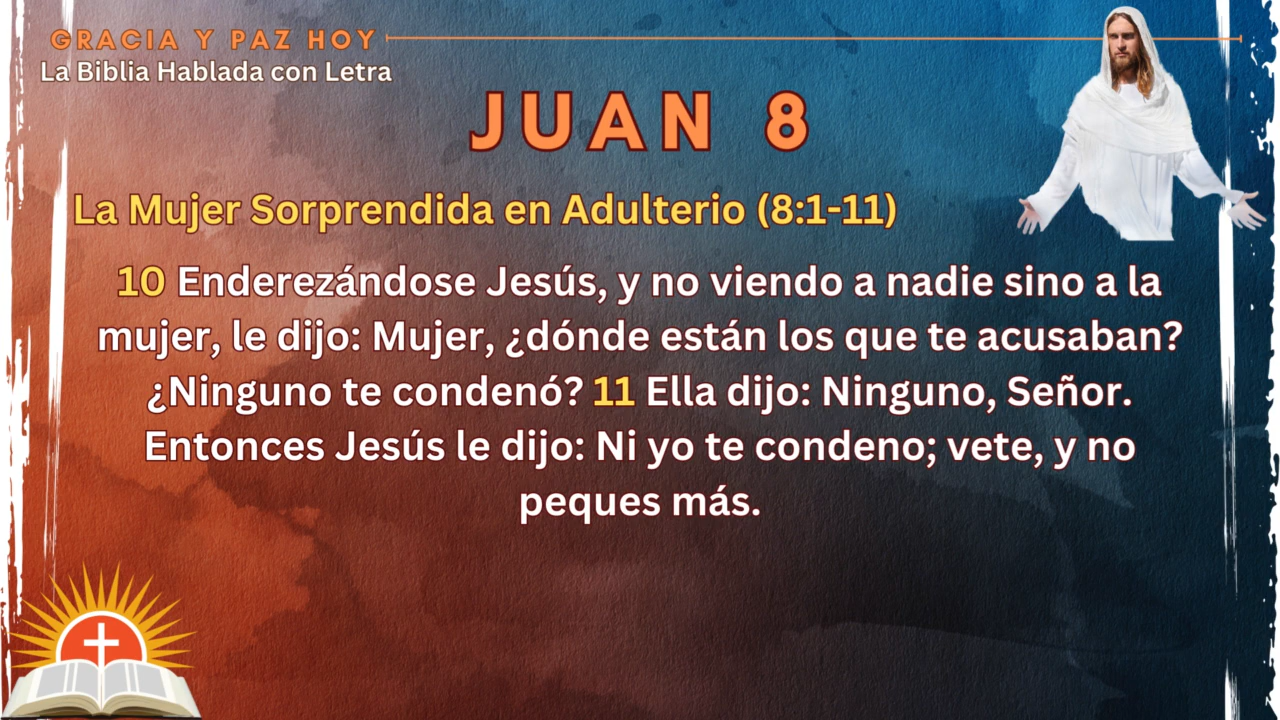 GRACIA Y PAZ HOY
La Biblia Hablada con Letra
JUAN 8
La Mujer Sorprendida en Adulterio (8:1-11)
10 Enderezándose Jesús, y no viendo a nadie sino a la
mujer, le dijo: Mujer, ¿dónde están los que te acusaban?
¿Ninguno te condenó? 11 Ella dijo: Ninguno, Señor.
Entonces Jesús le dijo: Ni yo te condeno; vete, y no
peques más.